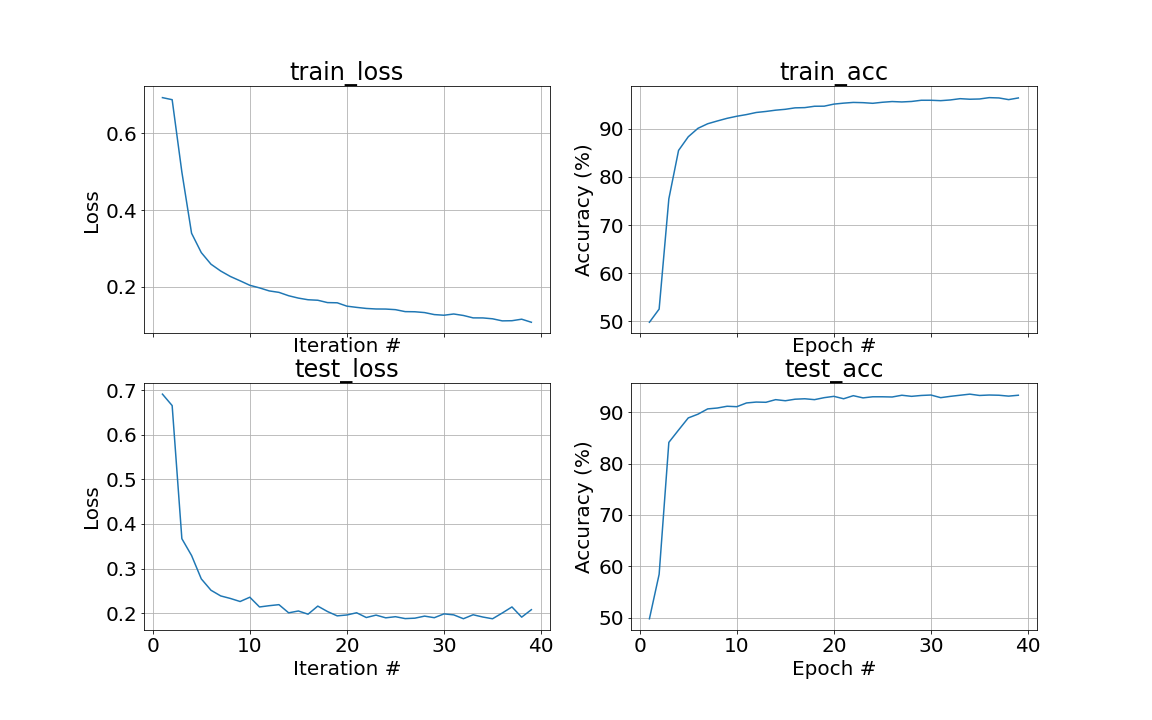 train_loss
Loss
0.6
0.4
0.2
Iteration #
train_acc
Accuracy (%)
90
80
70
60
50
Epoch #
test_loss
Loss
0.7
0.6
0.5
0.4
0.3
0.2
0 10 20 30 40
Iteration #
test_acc
Accuracy (%)
90
80
70
60
50
0 10 20 30 40
Epoch #